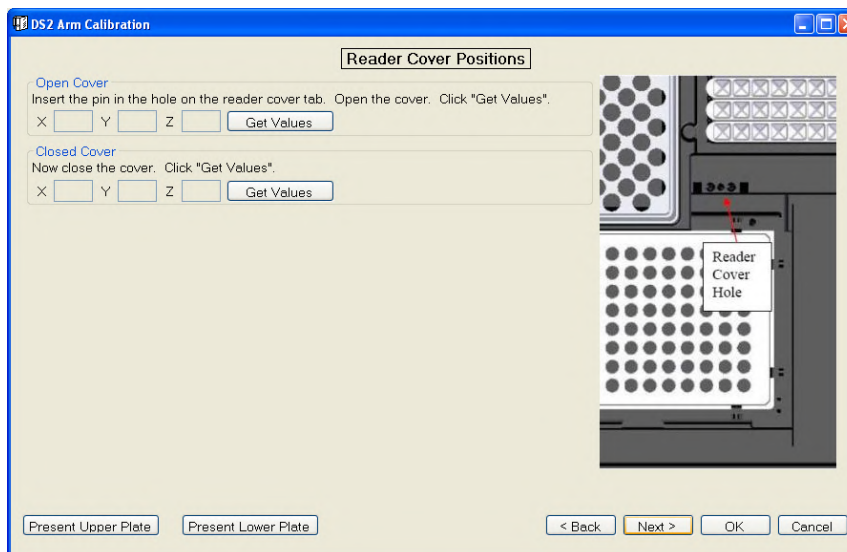 DS2 Arm Calibration
Reader Cover Positions
Open Cover
Insert the pin in the hole on the reader cover tab. Open the cover. Click "Get Values".
X Y Z Get Values
Closed Cover
Now close the cover. Click "Get Values".
X Y Z Get Values
Reader
Cover
Hole
Present Upper Plate Present Lower Plate < Back Next > OK Cancel